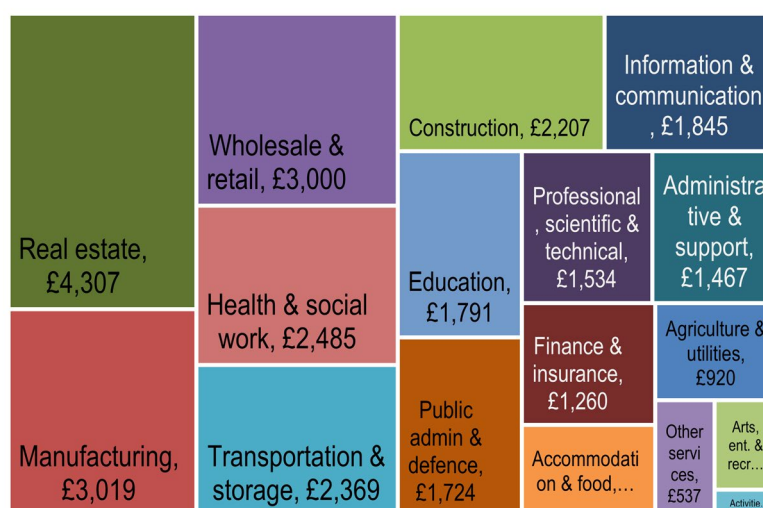 Real estate,
£4,307
Manufacturing,
£3,019
Wholesale &
retail, £3,000
Health & social
work, £2,485
Transportation &
storage, £2,369
Construction, £2,207
Information &
communication
, £1,845
Education,
£1,791
Public
admin &
defence,
£1,724
Professional
, scientific &
technical,
£1,534
Administra
tive &
support,
£1,467
Finance &
insurance,
£1,260
Accommodati
on & food,...
Agriculture &
utilities,
£920
Other
servi
ces,
£537
Arts,
ent. &
recr...
Activitie